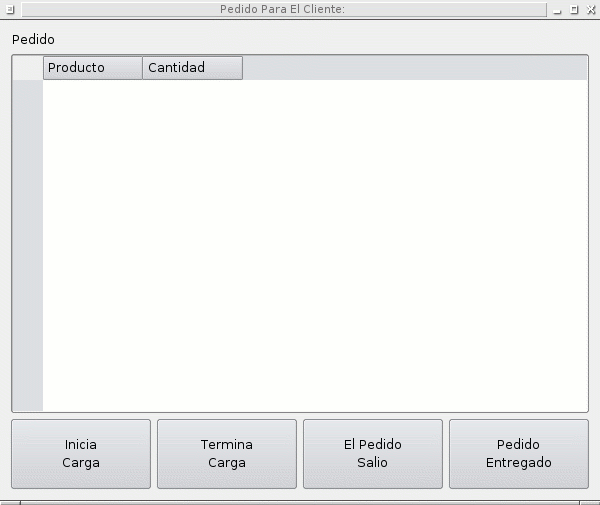 Pedido Para El Cliente:
Pedido
Producto Cantidad
Inicia
Carga
Termina
Carga
El Pedido
Salio
Pedido
Entregado